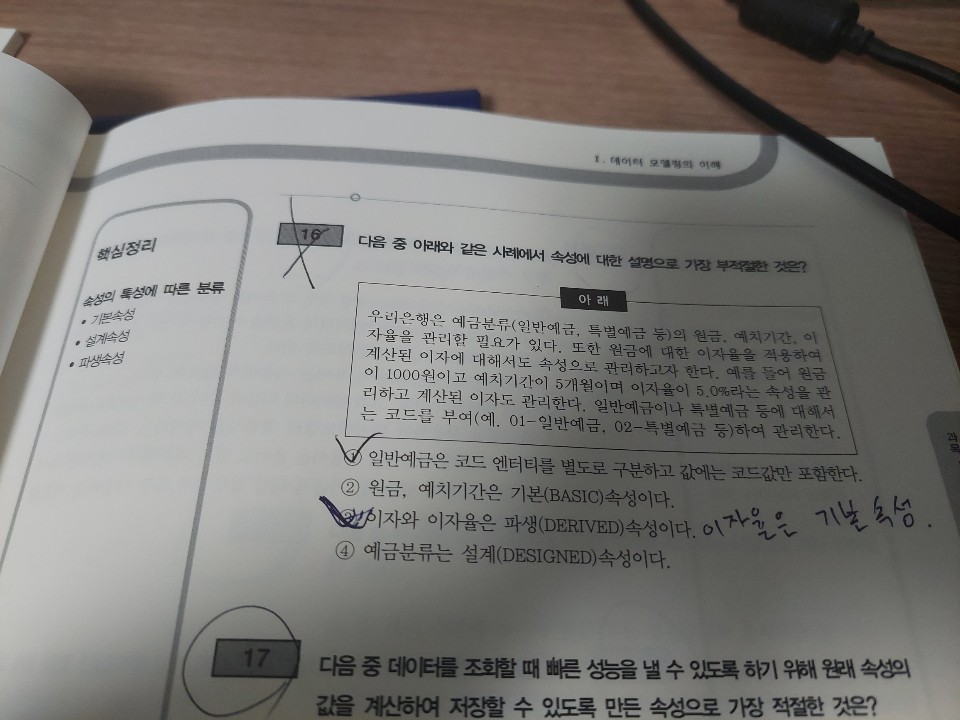 Ⅰ. 데이터 모델링의 이해
핵심정리
속성의 특성에 따른 분류
• 기본속성
• 설계속성
• 파생속성
16
다음 중 아래와 같은 사례에서 속성에 대한 설명으로 가장 부적절한 것은?
아 래
우리은행은 예금분류(일반예금, 특별예금 등)의 원금, 예치기간, 이
자율을 관리할 필요가 있다. 또한 원금에 대한 이자율을 적용하여
계산된 이자에 대해서도 속성으로 관리하고자 한다. 예를 들어 원금
이 1000원이고 예치기간이 5개월이며 이자율이 5.0%라는 속성을 관
리하고 계산된 이자도 관리한다. 일반예금이나 특별예금 등에 대해서
는 코드를 부여(예. 01-일반예금, 02-특별예금 등)하여 관리한다.
① 일반예금은 코드 엔터티를 별도로 구분하고 값에는 코드값만 포함한다.
② 원금, 예치기간은 기본(BASIC)속성이다.
③ 이자와 이자율은 파생(DERIVED)속성이다. 이자율은 기본 속성.
④ 예금분류는 설계(DESIGNED)속성이다.
과목
17
다음 중 데이터를 조회할 때 빠른 성능을 낼 수 있도록 하기 위해 원래 속성의
값을 계산하여 저장할 수 있도록 만든 속성으로 가장 적절한 것은?